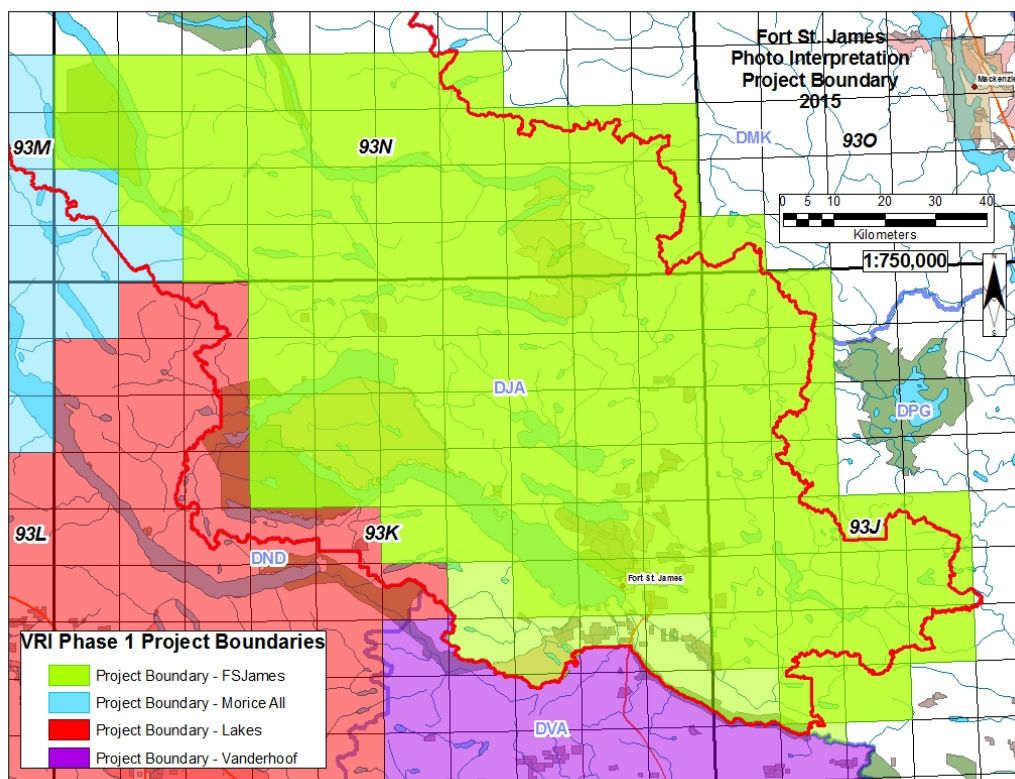 Fort St. James
Photo Interpretation
Project Boundary
2015
Mackenzie
93M
93N
DMK
93O
0 5 10 20 30 40
Kilometers
1:750,000
N
S
DJA
DPG
93L
93K
93J
DND
Fort St. James
DVA
VRI Phase 1 Project Boundaries
Project Boundary - FSJames
Project Boundary - Morice All
Project Boundary - Lakes
Project Boundary - Vanderhoof